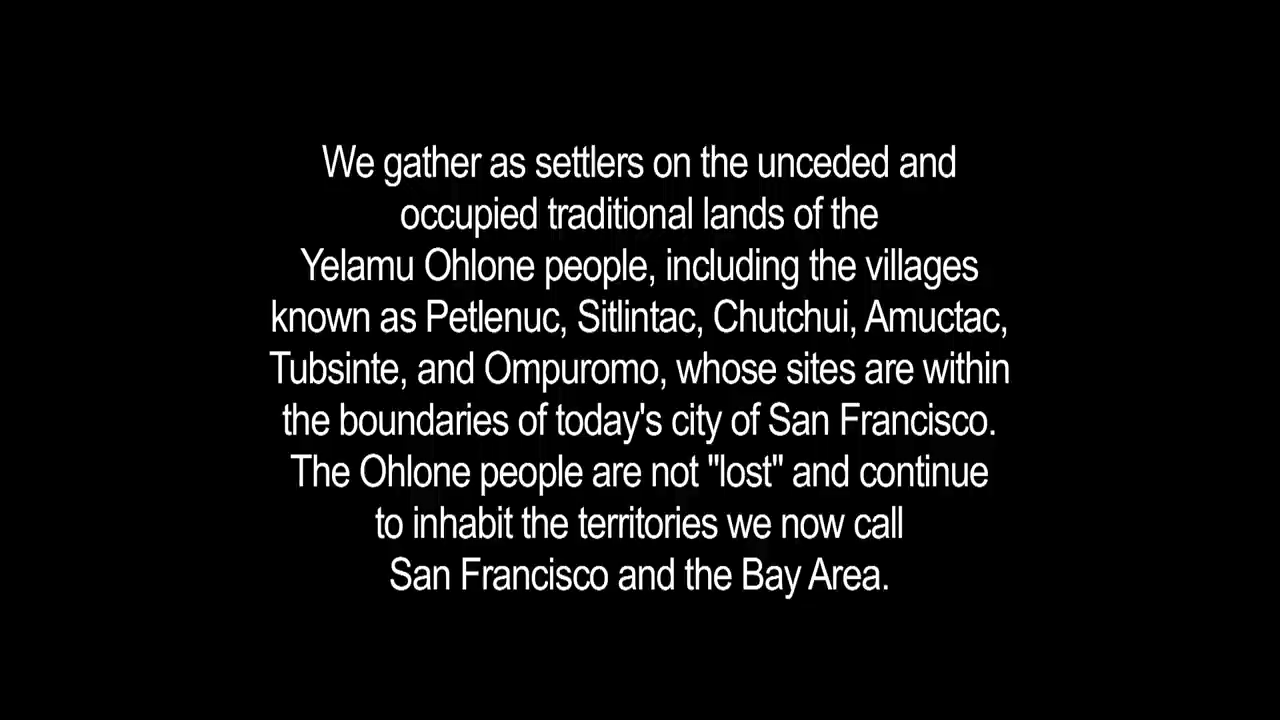 We gather as settlers on the unceded and
occupied traditional lands of the
Yelamu Ohlone people, including the villages
known as Petlenuc, Sitlintac, Chutchui, Amuctac,
Tubsinte, and Ompuromo, whose sites are within
the boundaries of today's city of San Francisco.
The Ohlone people are not "lost" and continue
to inhabit the territories we now call
San Francisco and the Bay Area.